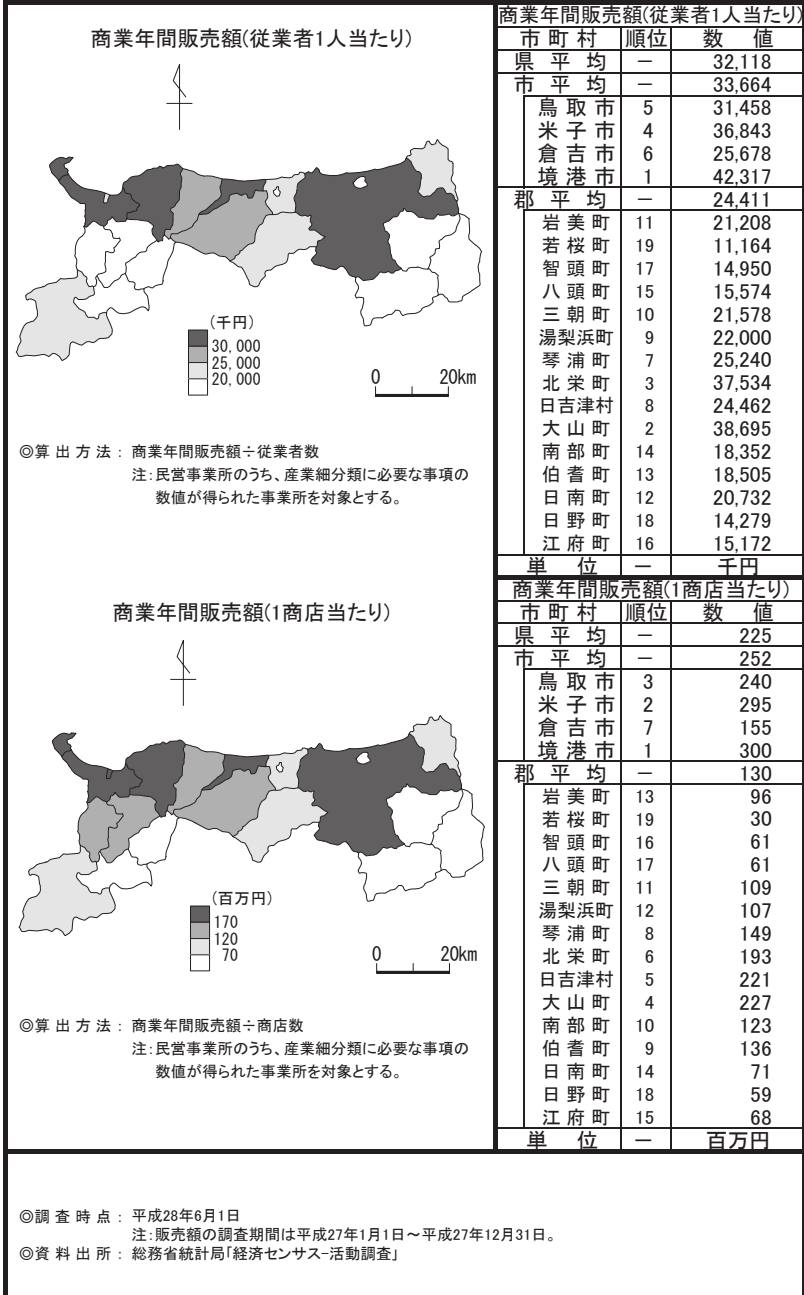 商業年間販売額(従業者1人当たり)
(千円)
30,000
25,000
20,000
0 20km
◎算出方法： 商業年間販売額÷従業者数
注：民営事業所のうち、産業細分類に必要な事項の
数値が得られた事業所を対象とする。
商業年間販売額(従業者1人当たり)
市町村 順位 数値
県平均 － 32,118
市平均 － 33,664
鳥取市 5 31,458
米子市 4 36,843
倉吉市 6 25,678
境港市 1 42,317
郡平均 － 24,411
岩美町 11 21,208
若桜町 19 11,164
智頭町 17 14,950
八頭町 15 15,574
三朝町 10 21,578
湯梨浜町 9 22,000
琴浦町 7 25,240
北栄町 3 37,534
日吉津村 8 24,462
大山町 2 38,695
南部町 14 18,352
伯耆町 13 18,505
日南町 12 20,732
日野町 18 14,279
江府町 16 15,172
単位 － 千円
商業年間販売額(1商店当たり)
(百万円)
170
120
70
0 20km
◎算出方法： 商業年間販売額÷商店数
注：民営事業所のうち、産業細分類に必要な事項の
数値が得られた事業所を対象とする。
商業年間販売額(1商店当たり)
市町村 順位 数値
県平均 － 225
市平均 － 252
鳥取市 3 240
米子市 2 295
倉吉市 7 155
境港市 1 300
郡平均 － 130
岩美町 13 96
若桜町 19 30
智頭町 16 61
八頭町 17 61
三朝町 11 109
湯梨浜町 12 107
琴浦町 8 149
北栄町 6 193
日吉津村 5 221
大山町 4 227
南部町 10 123
伯耆町 9 136
日南町 14 71
日野町 18 59
江府町 15 68
単位 － 百万円
◎調査時点： 平成28年6月1日
注：販売額の調査期間は平成27年1月1日～平成27年12月31日。
◎資料出所： 総務省統計局「経済センサス-活動調査」